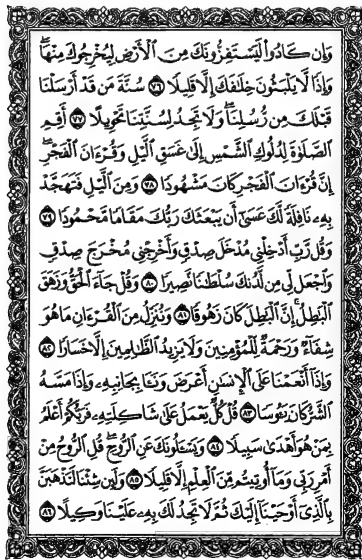 وَإِن كَادُوا۟ لَيَسْتَفِزُّونَكَ مِنَ ٱلْأَرْضِ لِيُخْرِجُوكَ مِنْهَا ۖ
وَإِذًا لَّا يَلْبَثُونَ خِلَـٰفَكَ إِلَّا قَلِيلًا ٧٦ سُنَّةَ مَن قَدْ أَرْسَلْنَا
قَبْلَكَ مِن رُّسُلِنَا ۖ وَلَا تَجِدُ لِسُنَّتِنَا تَحْوِيلًا ٧٧ أَقِمِ
ٱلصَّلَوٰةَ لِدُلُوكِ ٱلشَّمْسِ إِلَىٰ غَسَقِ ٱلَّيْلِ وَقُرْءَانَ ٱلْفَجْرِ ۖ
إِنَّ قُرْءَانَ ٱلْفَجْرِ كَانَ مَشْهُودًا ٧٨ وَمِنَ ٱلَّيْلِ فَتَهَجَّدْ
بِهِۦ نَافِلَةً لَّكَ عَسَىٰٓ أَن يَبْعَثَكَ رَبُّكَ مَقَامًا مَّحْمُودًا ٧٩
وَقُل رَّبِّ أَدْخِلْنِى مُدْخَلَ صِدْقٍ وَأَخْرِجْنِى مُخْرَجَ صِدْقٍ
وَٱجْعَل لِّى مِن لَّدُنكَ سُلْطَـٰنًا نَّصِيرًا ٨٠ وَقُلْ جَآءَ ٱلْحَقُّ وَزَهَقَ
ٱلْبَـٰطِلُ ۚ إِنَّ ٱلْبَـٰطِلَ كَانَ زَهُوقًا ٨١ وَنُنَزِّلُ مِنَ ٱلْقُرْءَانِ مَا هُوَ
شِفَآءٌ وَرَحْمَةٌ لِّلْمُؤْمِنِينَ وَلَا يَزِيدُ ٱلظَّـٰلِمِينَ إِلَّا خَسَارًا ٨٢
وَإِذَآ أَنْعَمْنَا عَلَى ٱلْإِنسَـٰنِ أَعْرَضَ وَنَـَٔا بِجَانِبِهِۦ وَإِذَا مَسَّهُ
ٱلشَّرُّ كَانَ يَـُٔوسًا ٨٣ قُلْ كُلٌّ يَعْمَلُ عَلَىٰ شَاكِلَتِهِۦ فَرَبُّكُمْ أَعْلَمُ
بِمَنْ هُوَ أَهْدَىٰ سَبِيلًا ٨٤ وَيَسْـَٔلُونَكَ عَنِ ٱلرُّوحِ ۖ قُلِ ٱلرُّوحُ مِنْ
أَمْرِ رَبِّى وَمَآ أُوتِيتُم مِّنَ ٱلْعِلْمِ إِلَّا قَلِيلًا ٨٥ وَلَئِن شِئْنَا لَنَذْهَبَنَّ
بِٱلَّذِىٓ أَوْحَيْنَآ إِلَيْكَ ثُمَّ لَا تَجِدُ لَكَ بِهِۦ عَلَيْنَا وَكِيلًا ٨٦